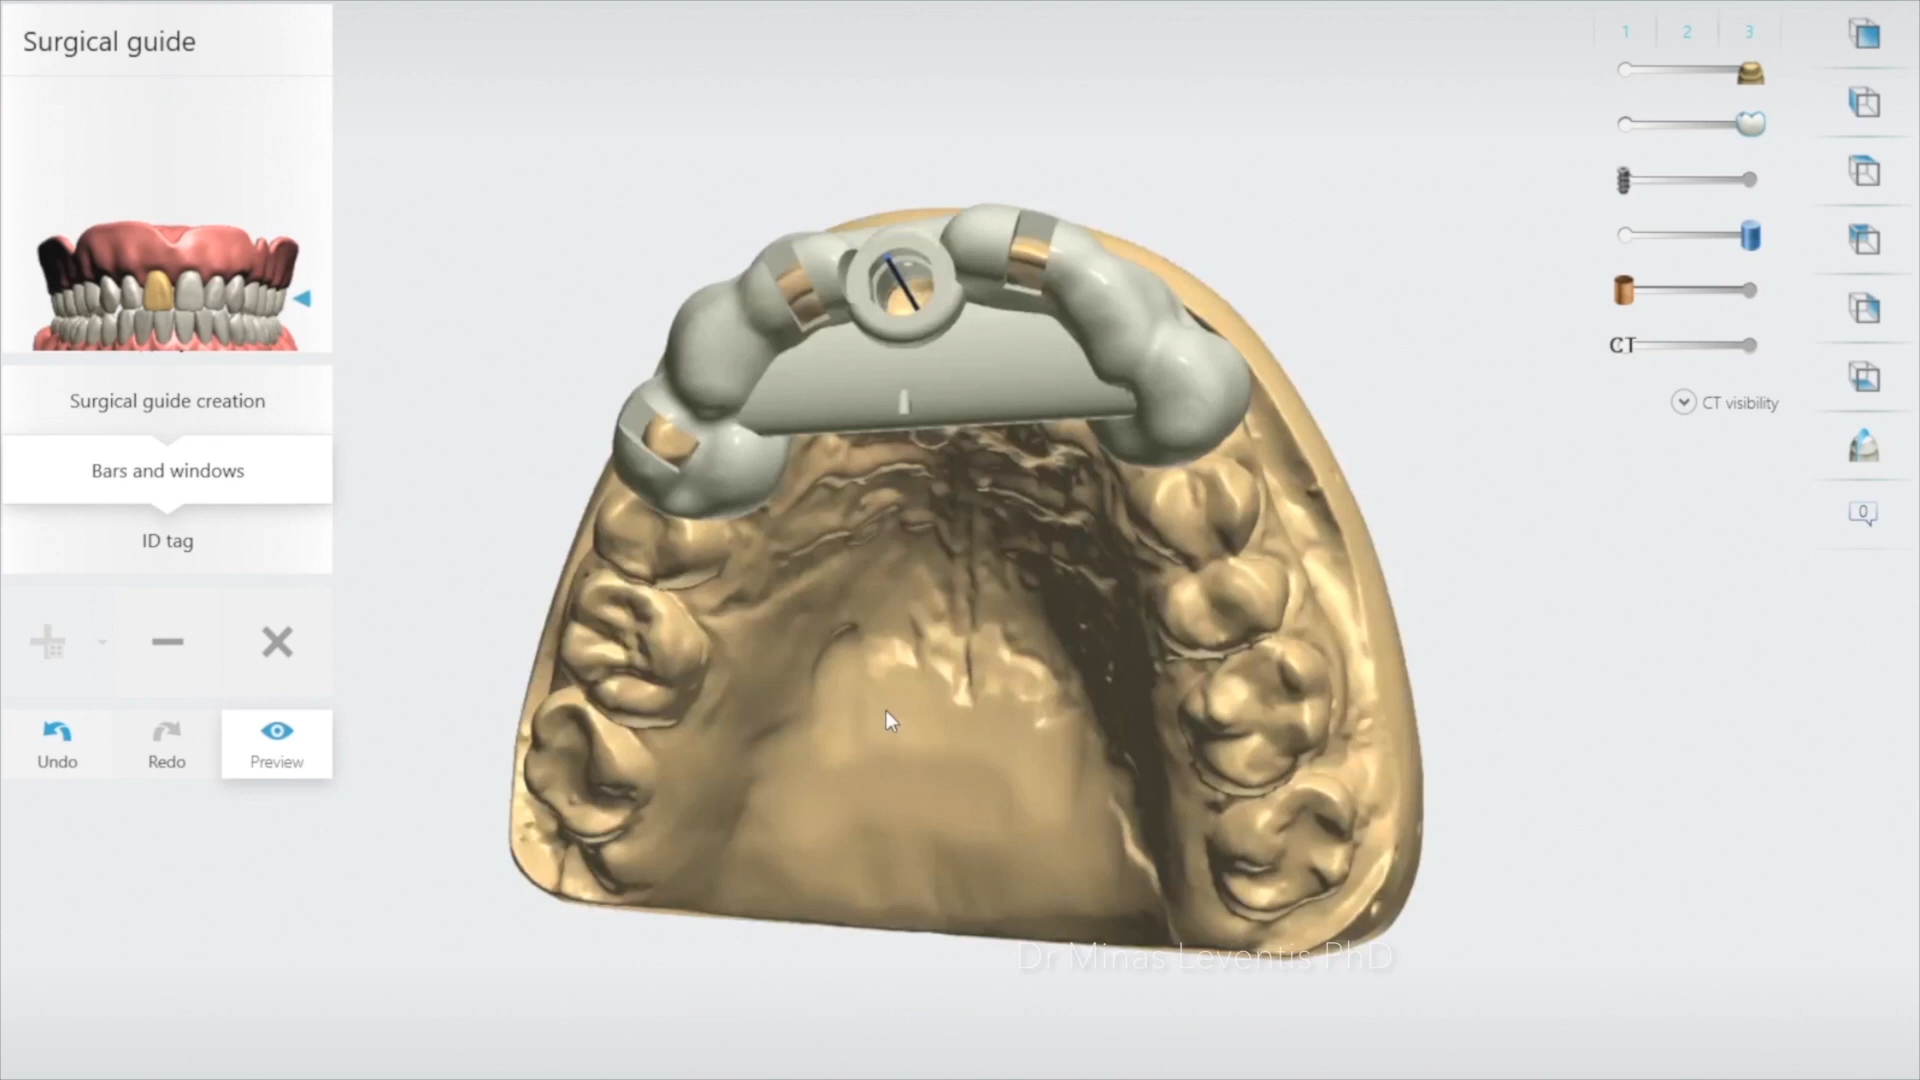 Surgical guide
1 2 3
CT
CT visibility
Surgical guide creation
Bars and windows
ID tag
Undo Redo Preview
0
Dr Minas Leventis PhD